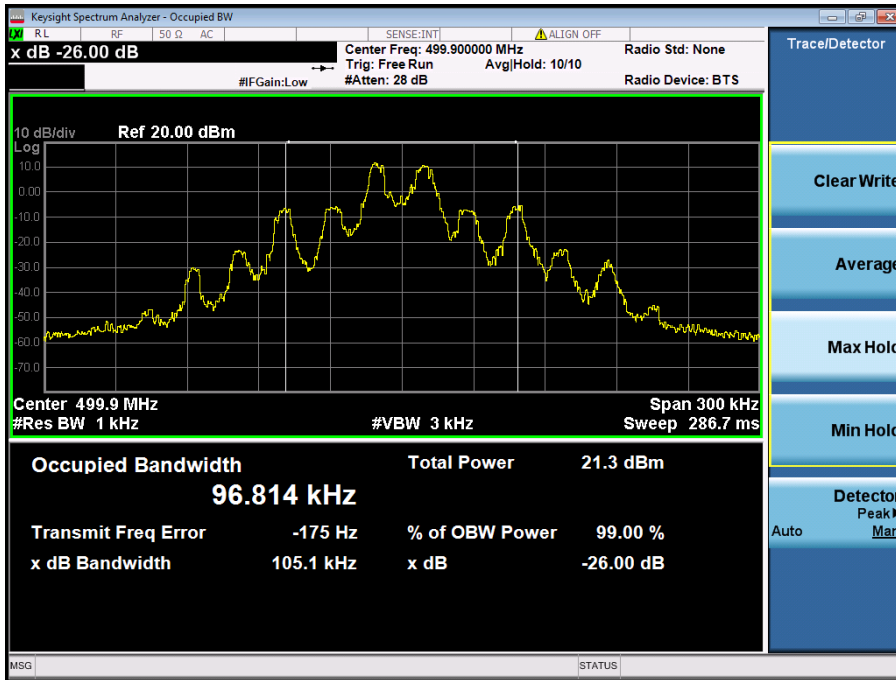 Keysight Spectrum Analyzer - Occupied BW
LXI RL RF 50 Ω AC SENSE:INT ALIGN OFF
x dB -26.00 dB
Center Freq: 499.900000 MHz Radio Std: None
Trig: Free Run Avg|Hold: 10/10
#IFGain:Low #Atten: 28 dB Radio Device: BTS
Trace/Detector
10 dB/div Ref 20.00 dBm
Log
10.0
0.00
-10.0
-20.0
-30.0
-40.0
-50.0
-60.0
-70.0
Center 499.9 MHz Span 300 kHz
#Res BW 1 kHz #VBW 3 kHz Sweep 286.7 ms
Occupied Bandwidth Total Power 21.3 dBm
96.814 kHz
Transmit Freq Error -175 Hz % of OBW Power 99.00 %
x dB Bandwidth 105.1 kHz x dB -26.00 dB
Clear Write
Average
Max Hold
Min Hold
Detector
Peak
Auto Man
MSG STATUS